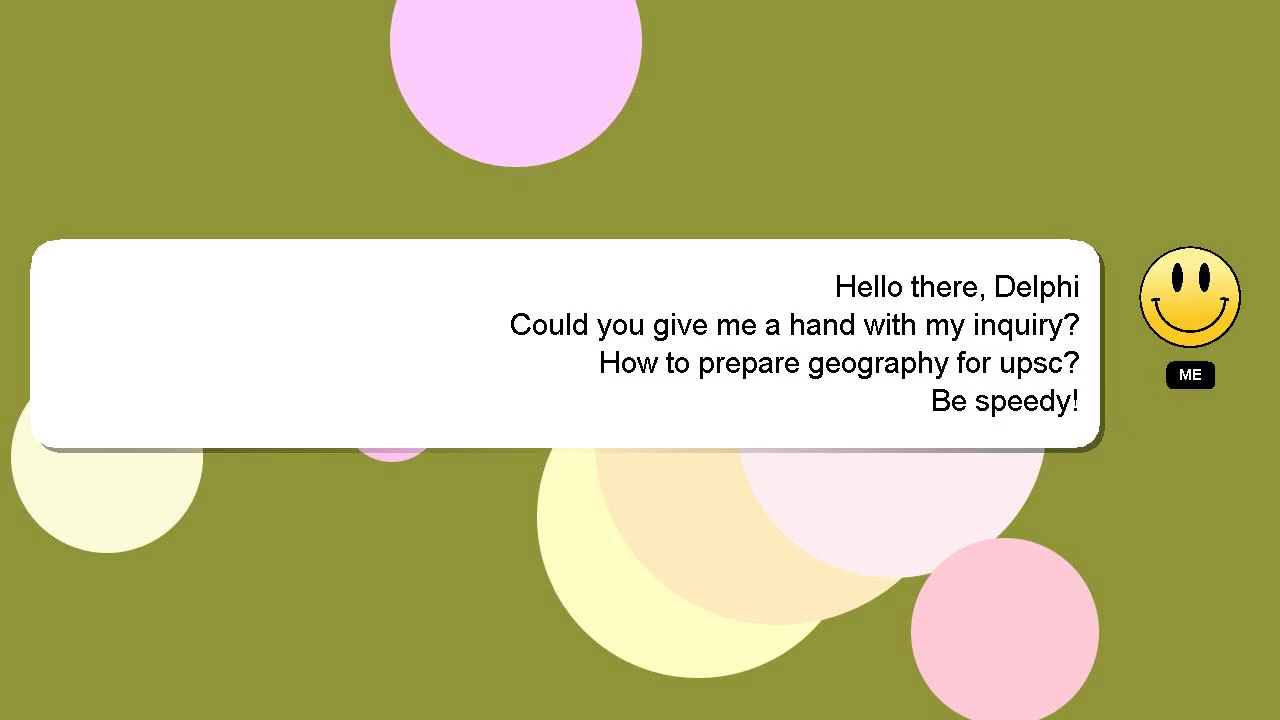 Hello there, Delphi
Could you give me a hand with my inquiry?
How to prepare geography for upsc?
Be speedy!
ME